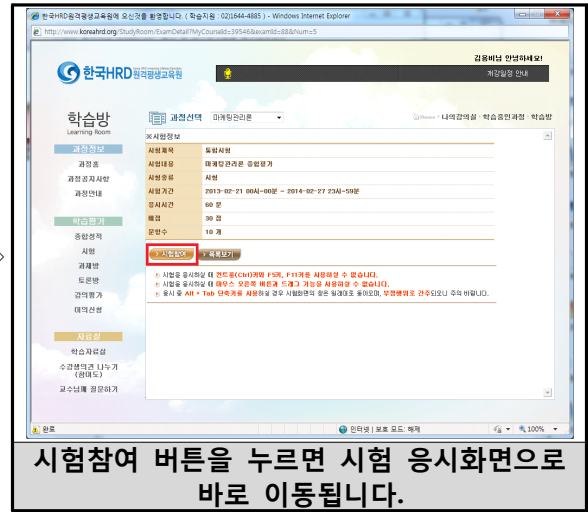 한국HRD원격평생교육원에 오신것을 환영합니다. ( 학습지원 : 02)1644-4885 ) - Windows Internet Explorer
http://www.koreahrd.org/StudyRoom/ExamDetail?MyCourseId=39546&examId=88&Num=5
김용비님 안녕하세요!
한국HRD원격평생교육원
개강일정 안내
학습방
Learning Room
과정선택 마케팅관리론
Home > 나의강의실 > 학습중인과정 > 학습방
과정정보
과정홈
과정공지사항
과정안내
학습평가
종합성적
시험
과제방
토론방
강의평가
이의신청
자료실
학습자료실
수강생의견 나누기
(참여도)
교수님께 질문하기
※시험정보
시험제목 통합시험
시험내용 마케팅관리론 중합평가
시험종류 시험
시험기간 2013-02-21 00시-00분 ~ 2014-02-27 23시-59분
응시시간 60 분
배점 30 점
문항수 10 개
> 시험참여
> 목록보기
시험을 응시하실 때 컨트롤(Ctrl)키와 F5키, F11키를 사용하실 수 없습니다.
시험을 응시하실 때 마우스 오른쪽 버튼과 드래그 기능을 사용하실 수 없습니다.
응시 중 Alt + Tab 단축키를 사용하실 경우 시험화면의 창은 원래대로 돌아오며, 부정행위로 간주되오니 주의 바랍니다.
완료
인터넷 | 보호 모드: 해제
100%
시험참여 버튼을 누르면 시험 응시화면으로
바로 이동됩니다.